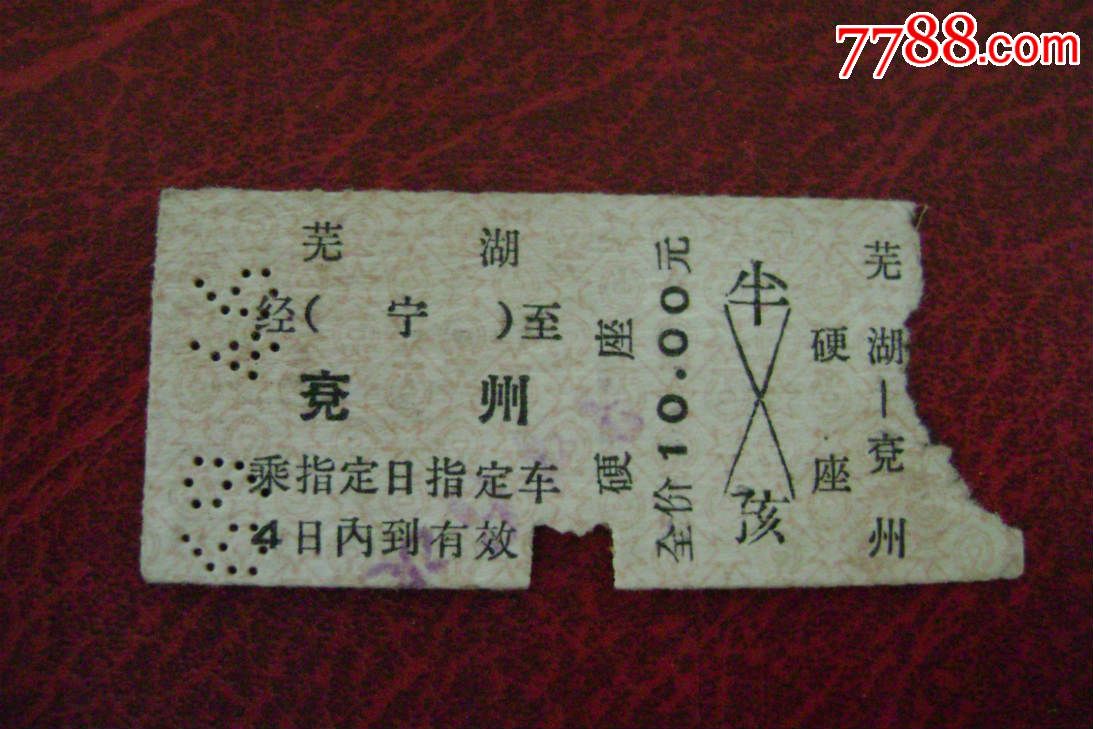 7788.com
芜湖
经(宁)至
兖州
乘指定日指定车
4日内到有效
硬座
全价10.00元
半
孩
硬座
芜湖—兖州